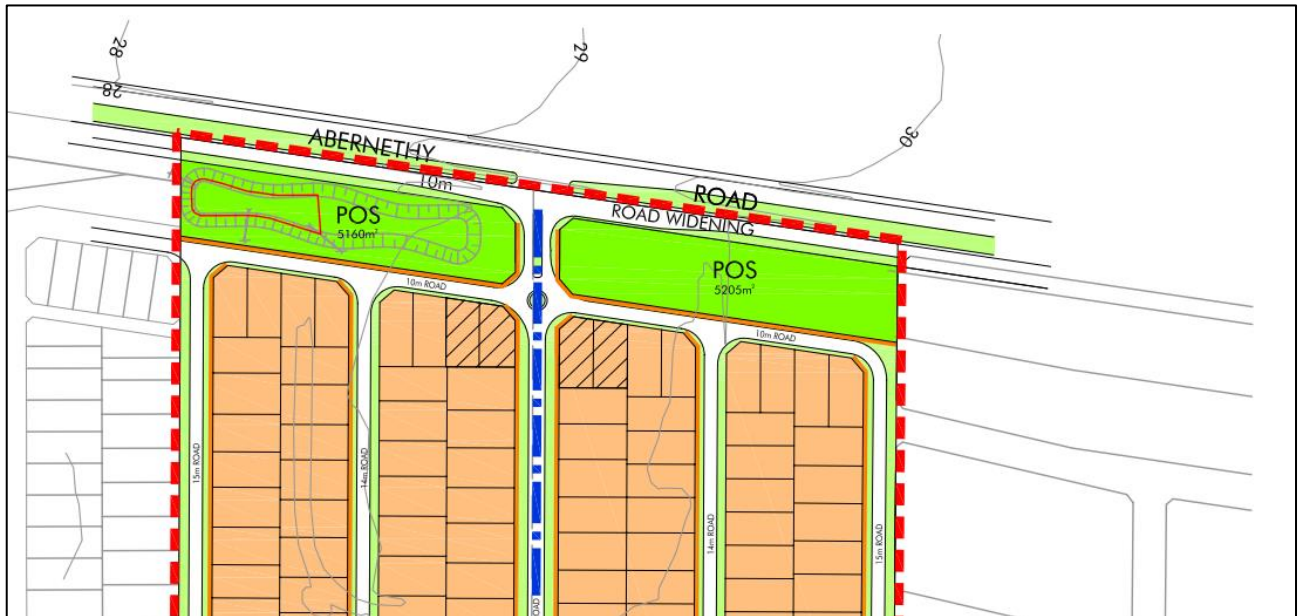 28
29
28
30
ABERNETHY
10m
ROAD
ROAD WIDENING
POS
5160m²
POS
5205m²
10m ROAD
10m ROAD
15m ROAD
14m ROAD
14m ROAD
15m ROAD